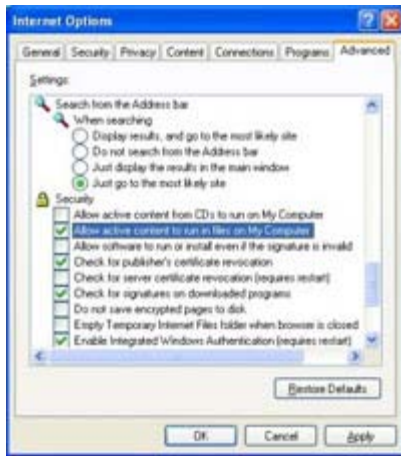 Internet Options
General Security Privacy Content Connections Programs Advanced
Settings:
Search from the Address bar
When searching
Display results, and go to the most likely site
Do not search from the Address bar
Just display the results in the main window
Just go to the most likely site
Security
Allow active content from CDs to run on My Computer
Allow active content to run in files on My Computer
Allow software to run or install even if the signature is invalid
Check for publisher's certificate revocation
Check for server certificate revocation (requires restart)
Check for signatures on downloaded programs
Do not save encrypted pages to disk
Empty Temporary Internet Files folder when browser is closed
Enable Integrated Windows Authentication (requires restart)
Restore Defaults
OK Cancel Apply